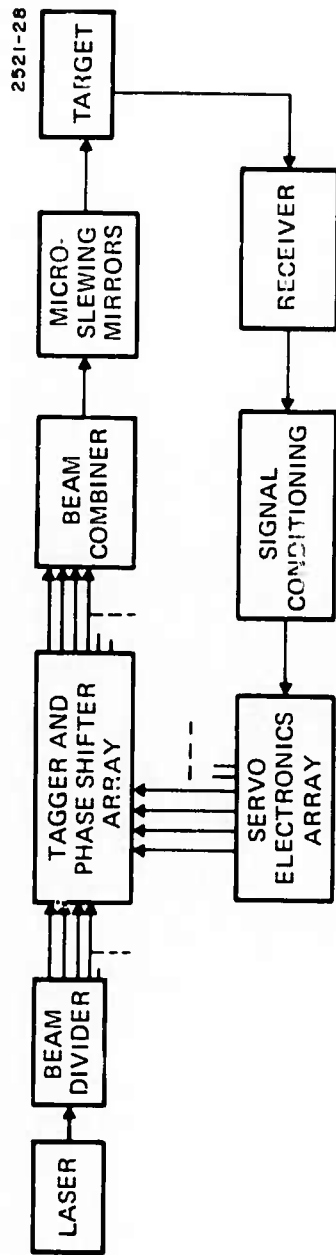 2521-28
LASER
BEAM
DIVIDER
TAGGER AND
PHASE SHIFTER
ARRAY
BEAM
COMBINER
MICRO-
SLEWING
MIRRORS
TARGET
RECEIVER
SIGNAL
CONDITIONING
SERVO
ELECTRONICS
ARRAY